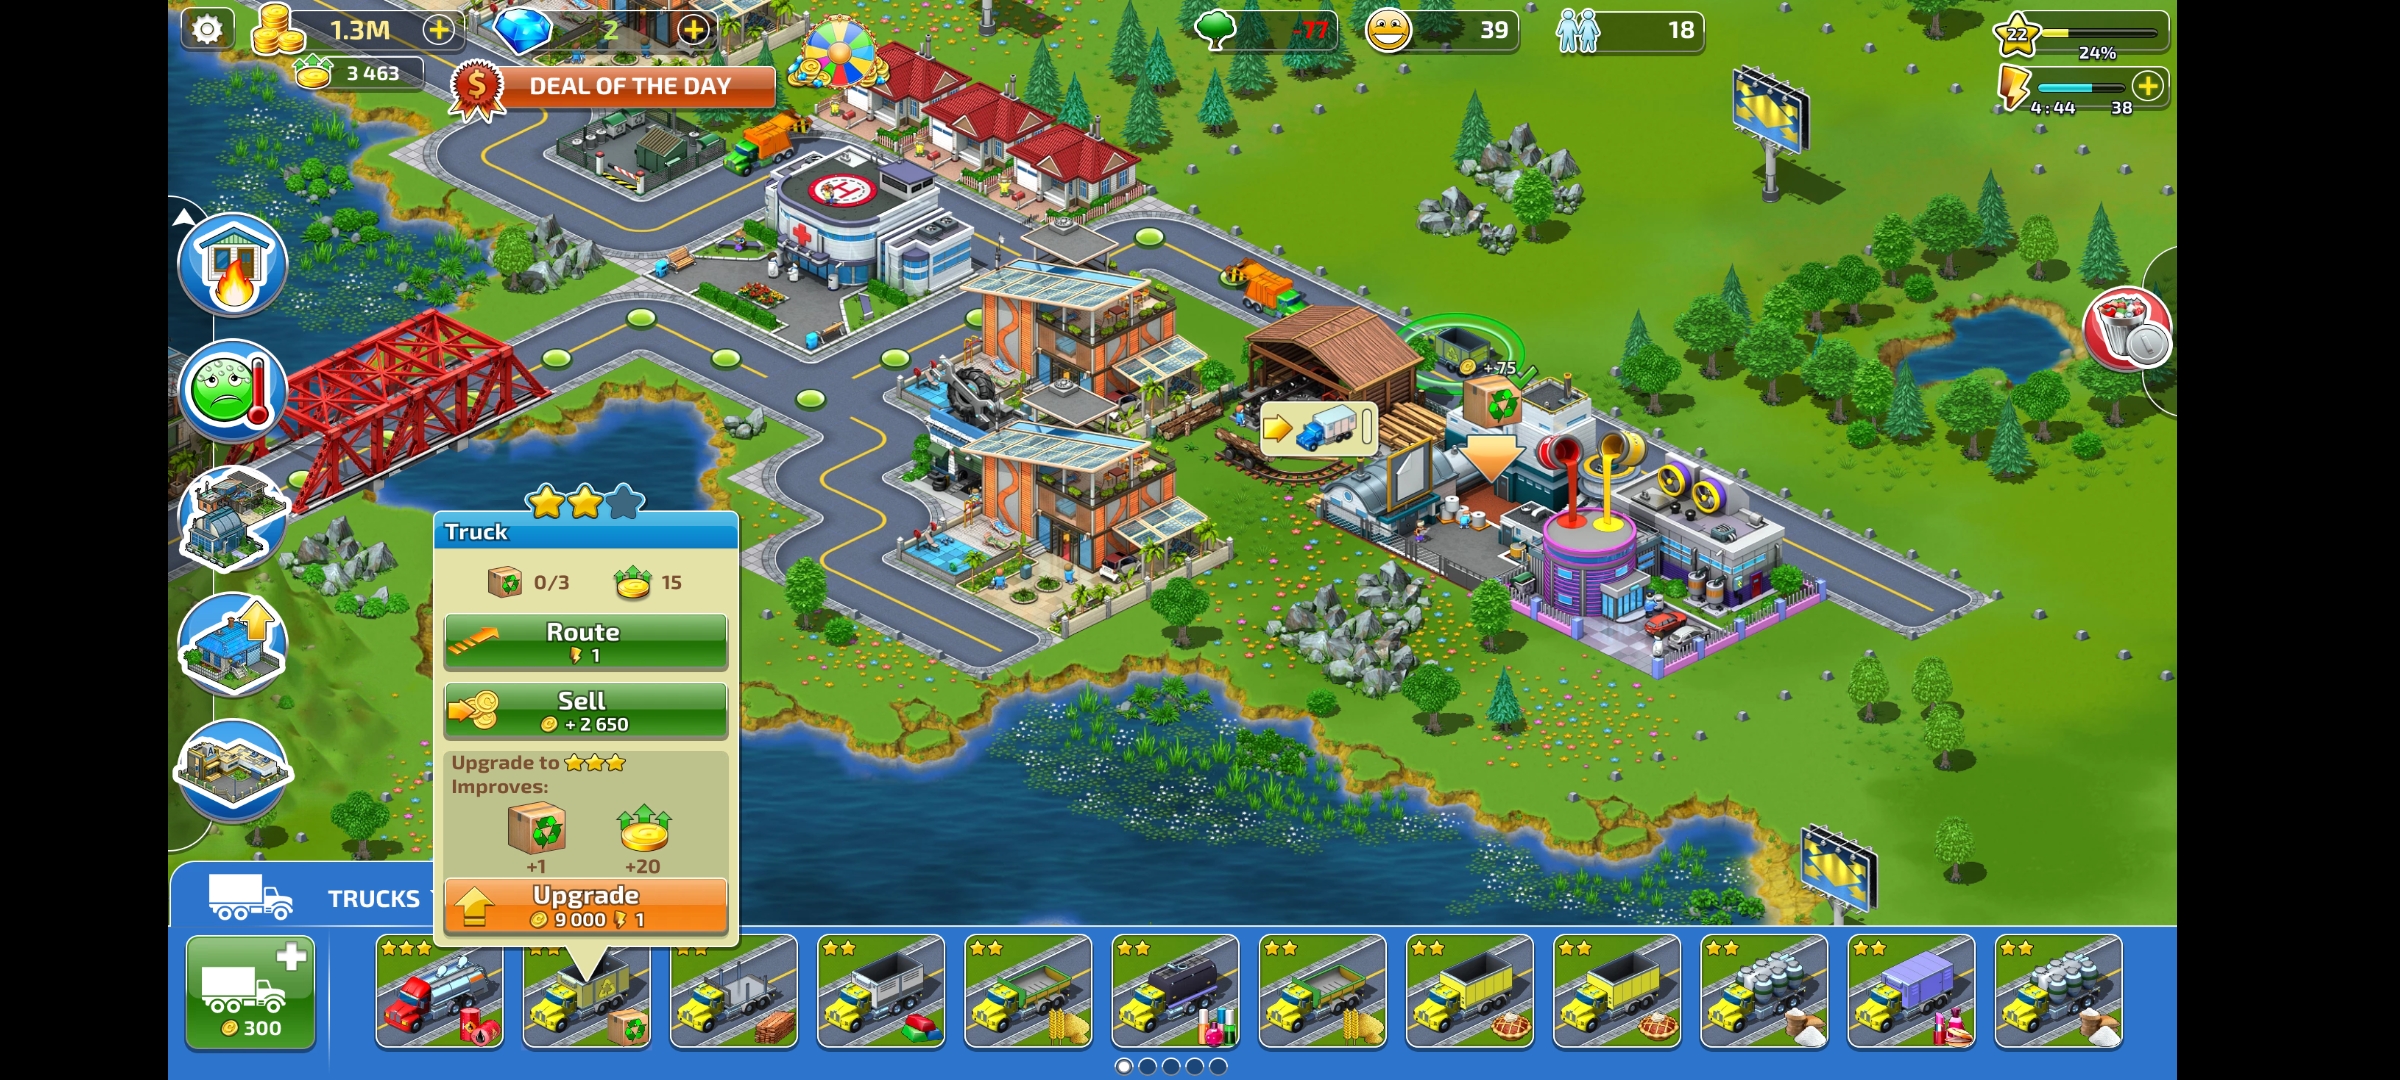 1.3M
2
-77
39
18
22
24%
3 463
DEAL OF THE DAY
4:44
38
H
+75
Truck
0/3
15
Route
1
Sell
+2 650
Upgrade to
Improves:
+1
+20
Upgrade
9 000
1
TRUCKS
300